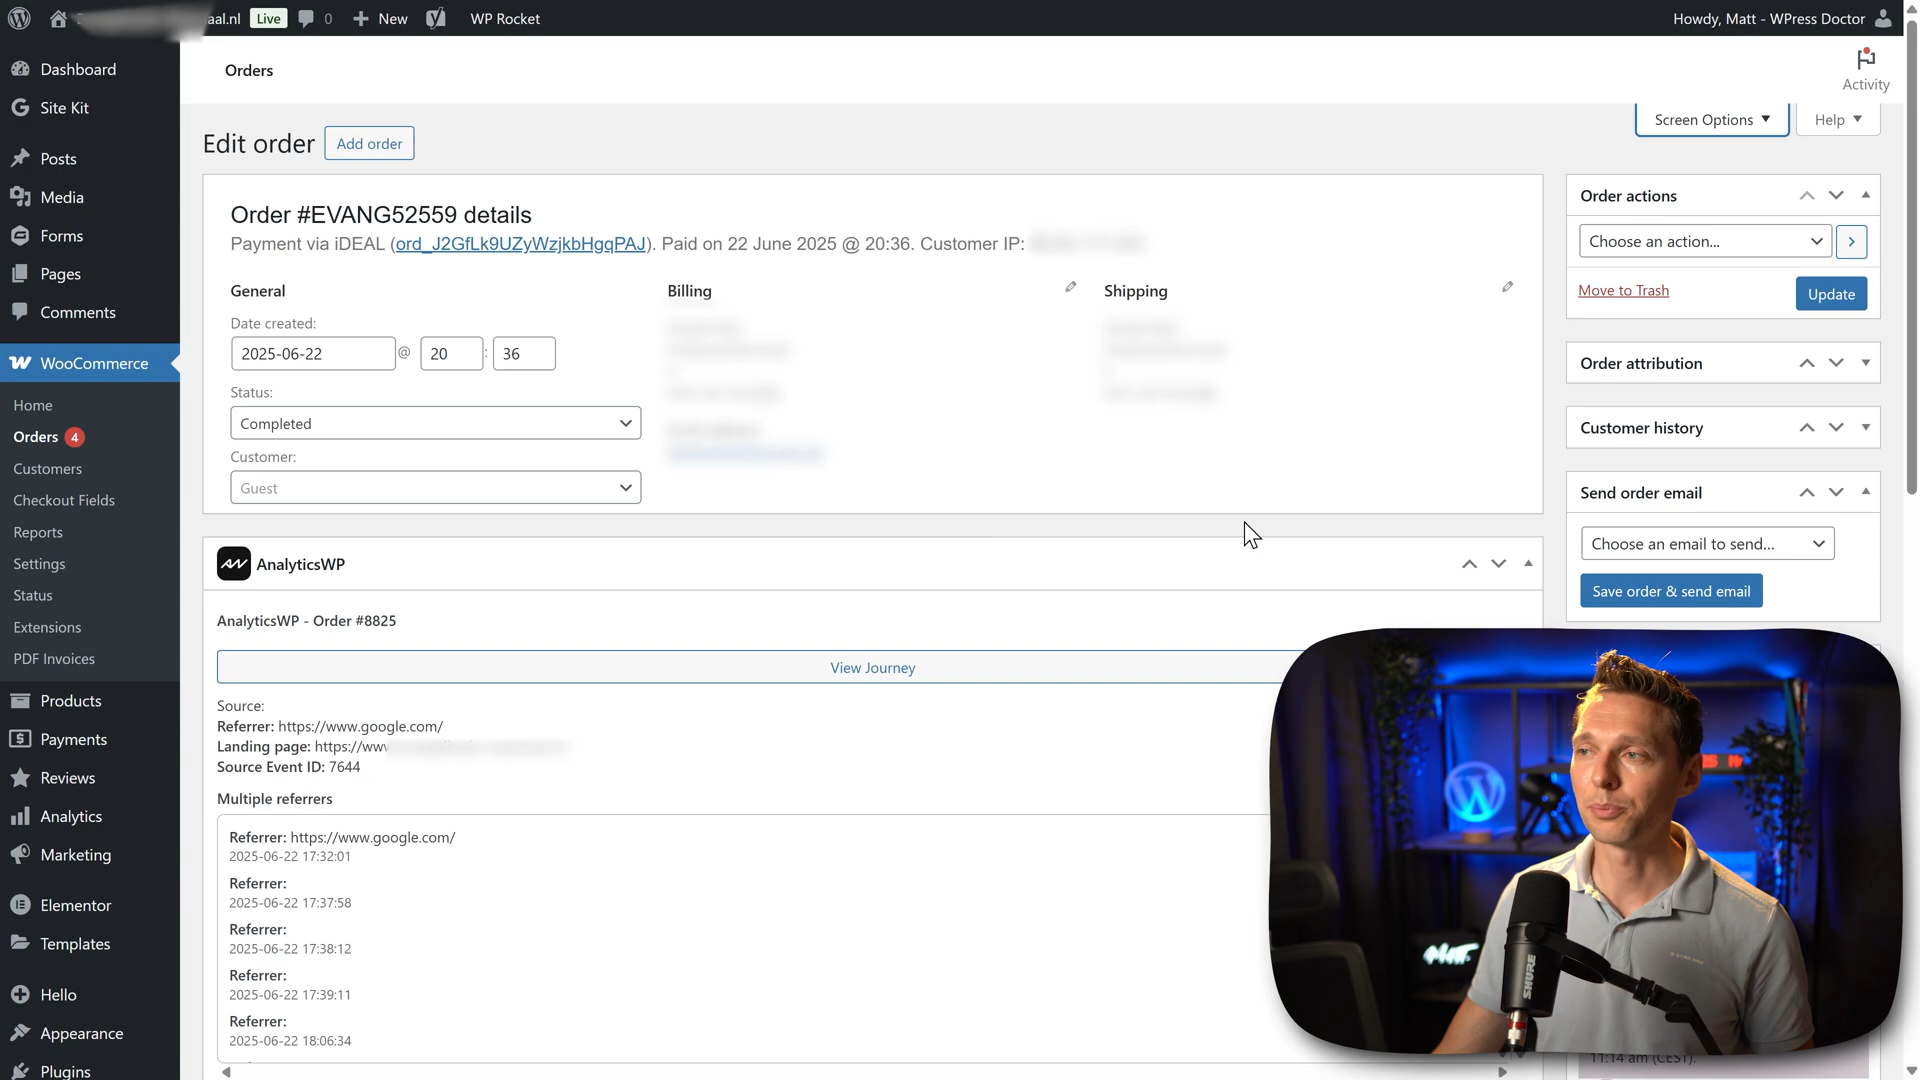 aal.nl
Live
0
New
WP Rocket
Howdy, Matt - WPress Doctor
Dashboard
Site Kit
Posts
Media
Forms
Pages
Comments
WooCommerce
Home
Orders 4
Customers
Checkout Fields
Reports
Settings
Status
Extensions
PDF Invoices
Products
Payments
Reviews
Analytics
Marketing
Elementor
Templates
Hello
Appearance
Plugins
Orders
Activity
Screen Options
Help
Edit order
Add order
Order #EVANG52559 details
Payment via iDEAL (ord_J2GfLk9UZyWzjkbHgqPAJ). Paid on 22 June 2025 @ 20:36. Customer IP:
General
Billing
Shipping
Date created:
2025-06-22 @ 20 : 36
Status:
Completed
Customer:
Guest
AnalyticsWP
AnalyticsWP - Order #8825
View Journey
Source:
Referrer: https://www.google.com/
Landing page: https://www
Source Event ID: 7644
Multiple referrers
Referrer: https://www.google.com/
2025-06-22 17:32:01
Referrer:
2025-06-22 17:37:58
Referrer:
2025-06-22 17:38:12
Referrer:
2025-06-22 17:39:11
Referrer:
2025-06-22 18:06:34
Order actions
Choose an action...
Move to Trash
Update
Order attribution
Customer history
Send order email
Choose an email to send...
Save order & send email
SHURE
11:14 am (CEST).